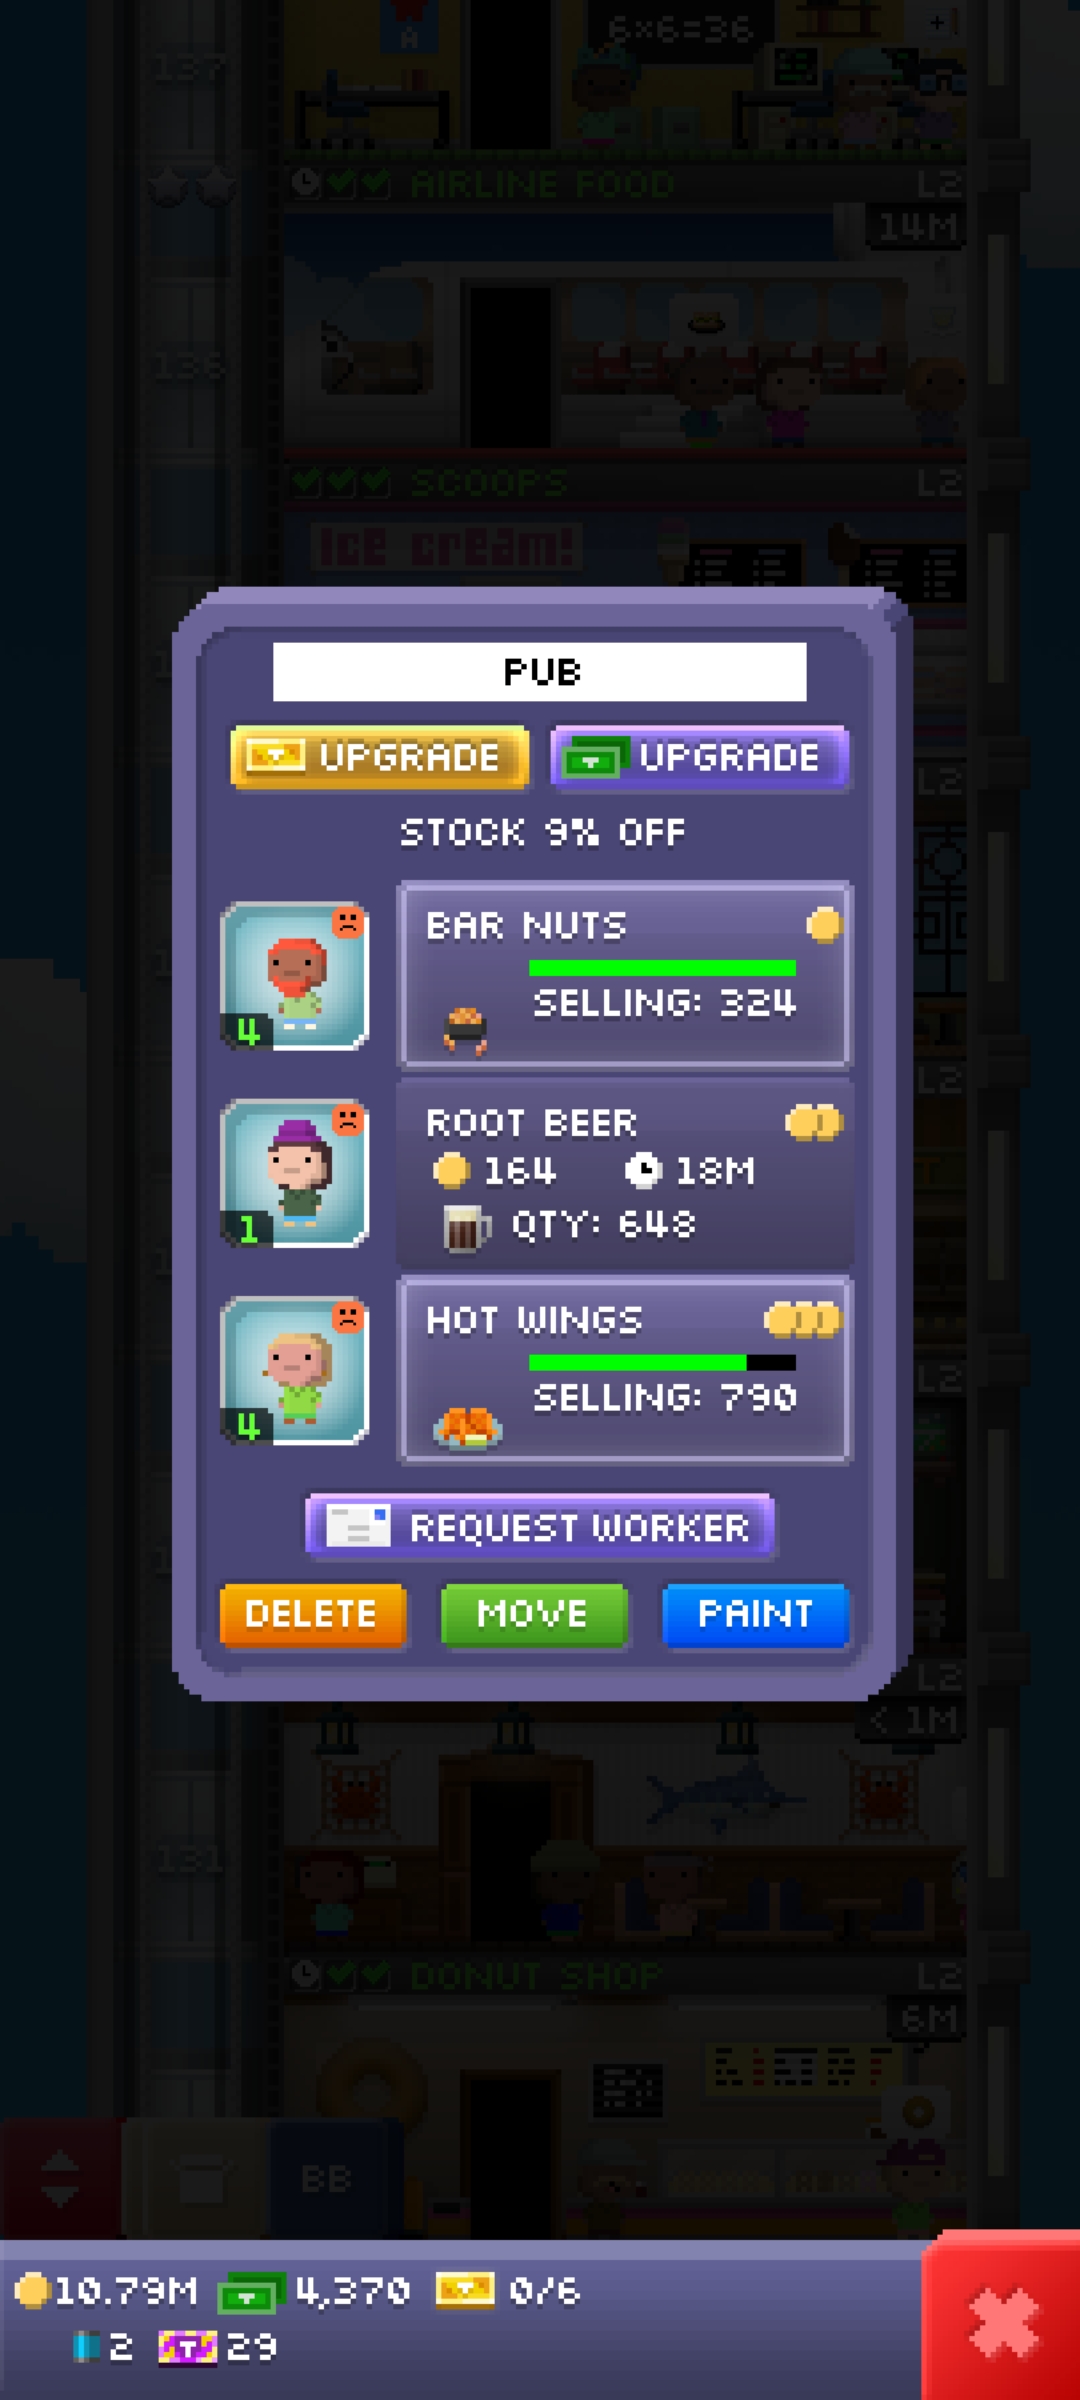 6×6=36
137
AIRLINE FOOD L2
14M
136
SCOOPS L2
Ice cream!
PUB
UPGRADE UPGRADE
STOCK 9% OFF
BAR NUTS
SELLING: 324
4
ROOT BEER
164 18M
QTY: 648
1
HOT WINGS
SELLING: 790
4
REQUEST WORKER
DELETE MOVE PAINT
L2
< 1M
131
DONUT SHOP L2
6M
BB
10.79M 4,370 0/6
2 29